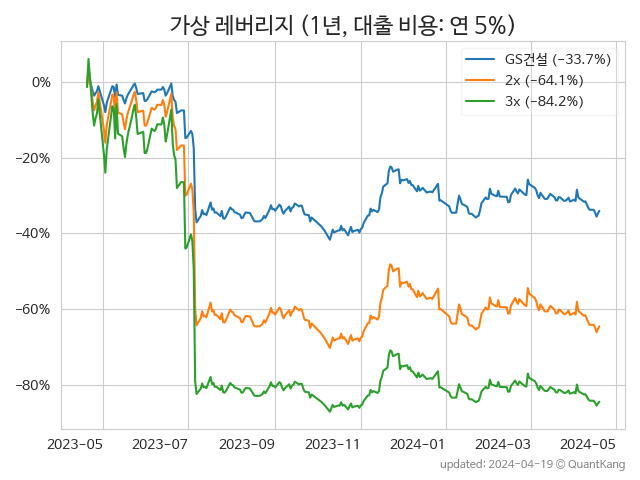 가상 레버리지 (1년, 대출 비용: 연 5%)
GS건설 (−33.7%)
2x (−64.1%)
3x (−84.2%)
0%
−20%
−40%
−60%
−80%
2023-05 2023-07 2023-09 2023-11 2024-01 2024-03 2024-05
updated: 2024-04-19 © QuantKang